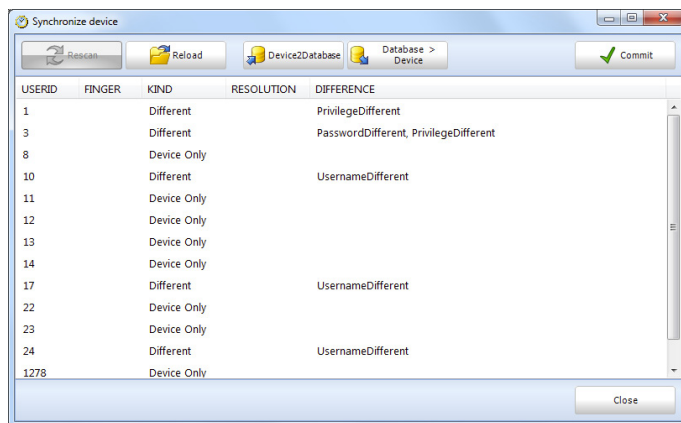 Synchronize device
Rescan Reload Device2Database Database > Device Commit
USERID FINGER KIND RESOLUTION DIFFERENCE
1 Different PrivilegeDifferent
3 Different PasswordDifferent, PrivilegeDifferent
8 Device Only
10 Different UsernameDifferent
11 Device Only
12 Device Only
13 Device Only
14 Device Only
17 Different UsernameDifferent
22 Device Only
23 Device Only
24 Different UsernameDifferent
1278 Device Only
Close